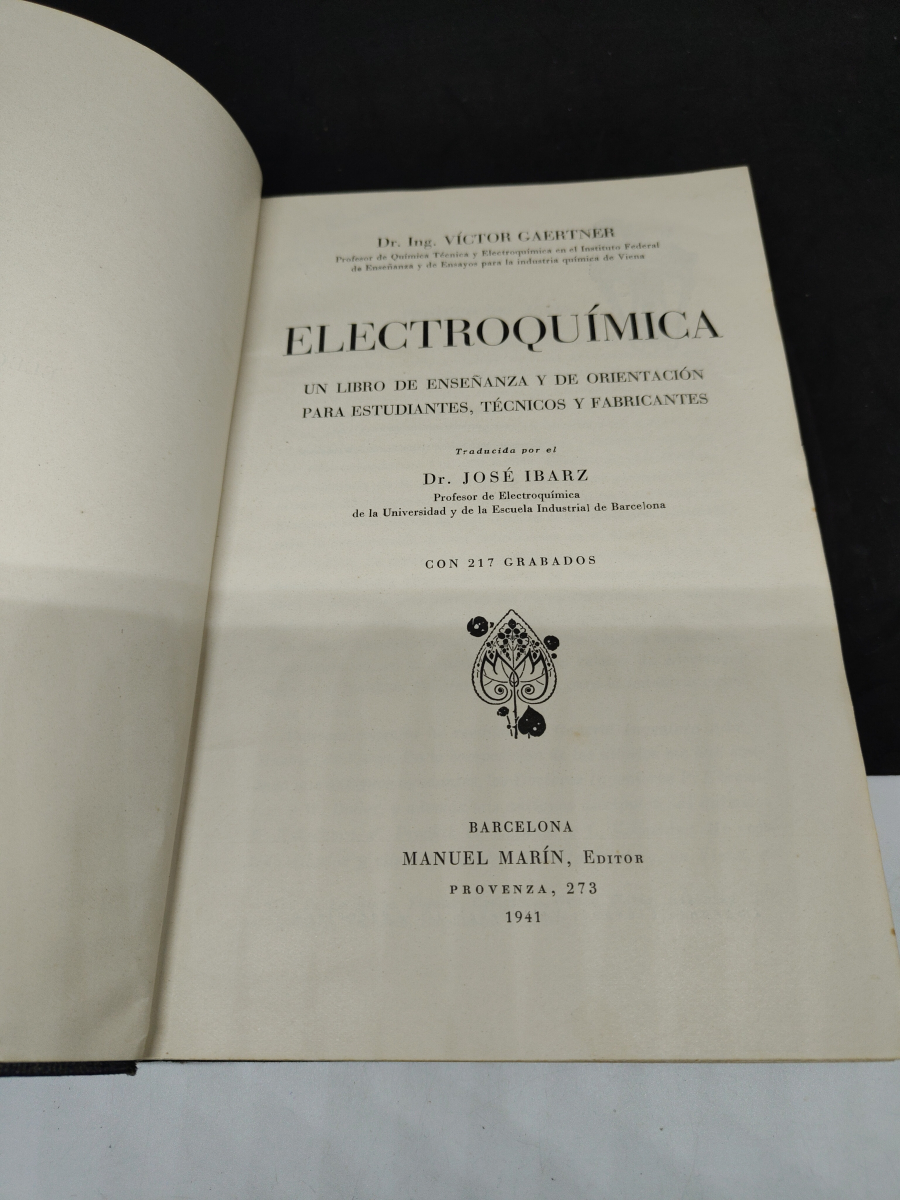 Dr. Ing. VÍCTOR GAERTNER
Profesor de Química Técnica y Electroquímica en el Instituto Federal
de Enseñanza y de Ensayos para la industria química de Viena
ELECTROQUÍMICA
UN LIBRO DE ENSEÑANZA Y DE ORIENTACIÓN
PARA ESTUDIANTES, TÉCNICOS Y FABRICANTES
Traducida por el
Dr. JOSÉ IBARZ
Profesor de Electroquímica
de la Universidad y de la Escuela Industrial de Barcelona
CON 217 GRABADOS
BARCELONA
MANUEL MARÍN, EDITOR
PROVENZA, 273
1941